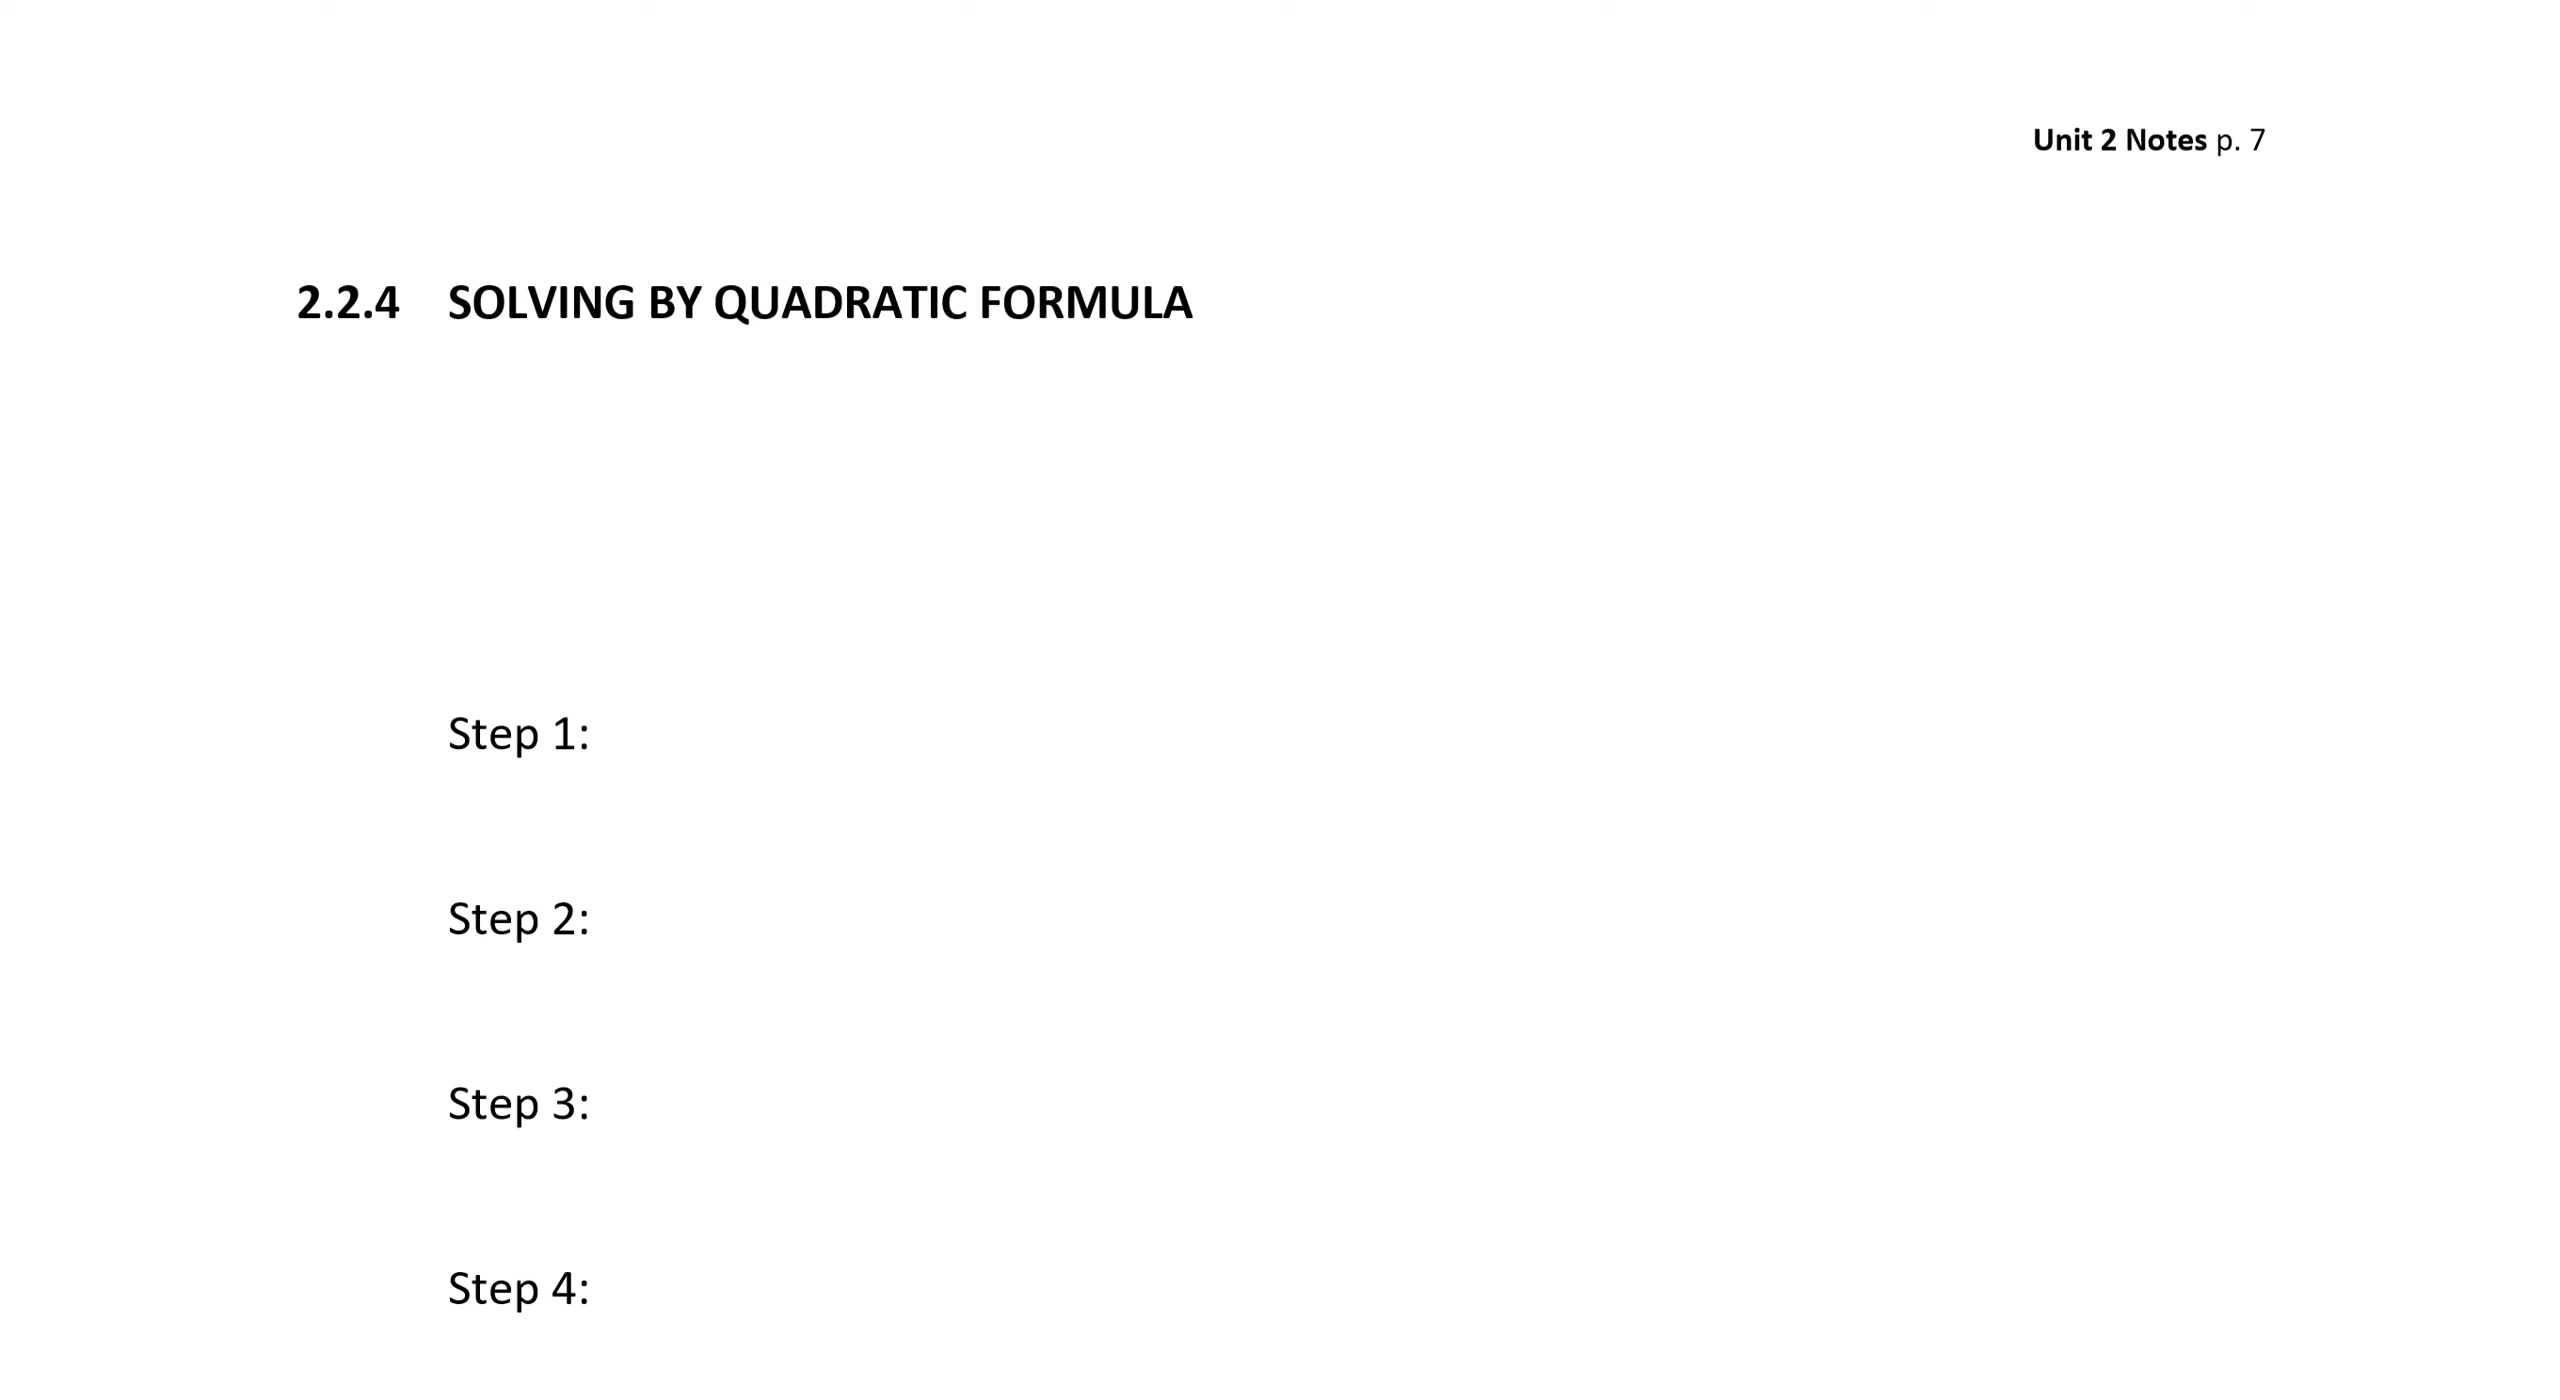 Unit 2 Notes p. 7
2.2.4 SOLVING BY QUADRATIC FORMULA
Step 1:
Step 2:
Step 3:
Step 4: